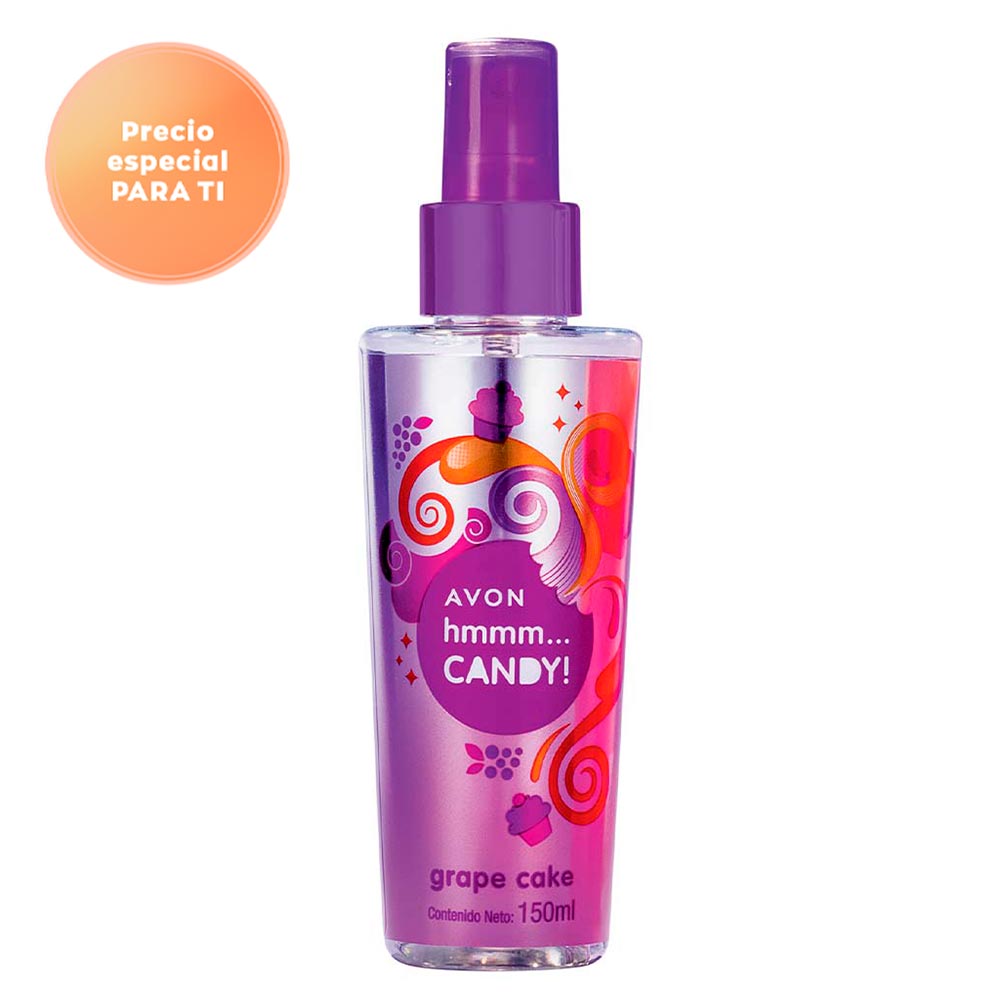 Precio
especial
PARA TI
AVON
hmmm...
CANDY!
grape cake
Contenido Neto: 150ml